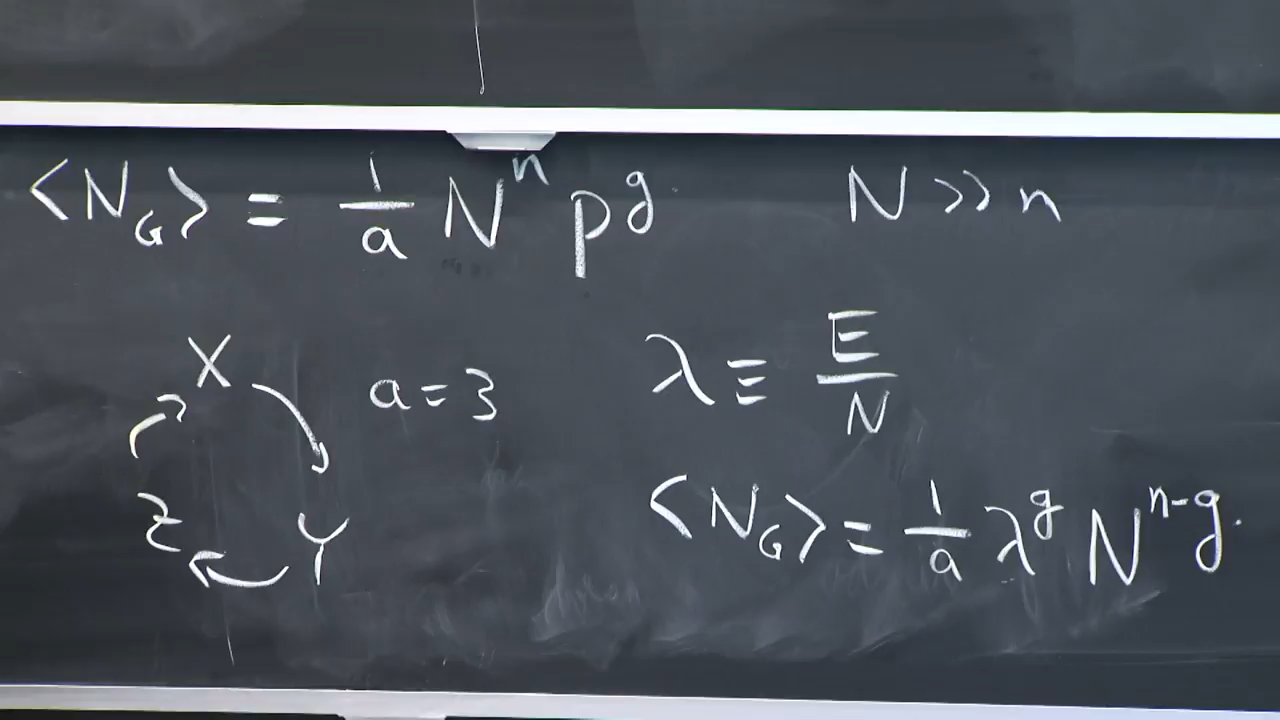 <N_G> = 1/a N^n p^g. N >> n
X a = 3 λ ≡ E/N
Z Y <N_G> = 1/a λ^g N^{n-g}.